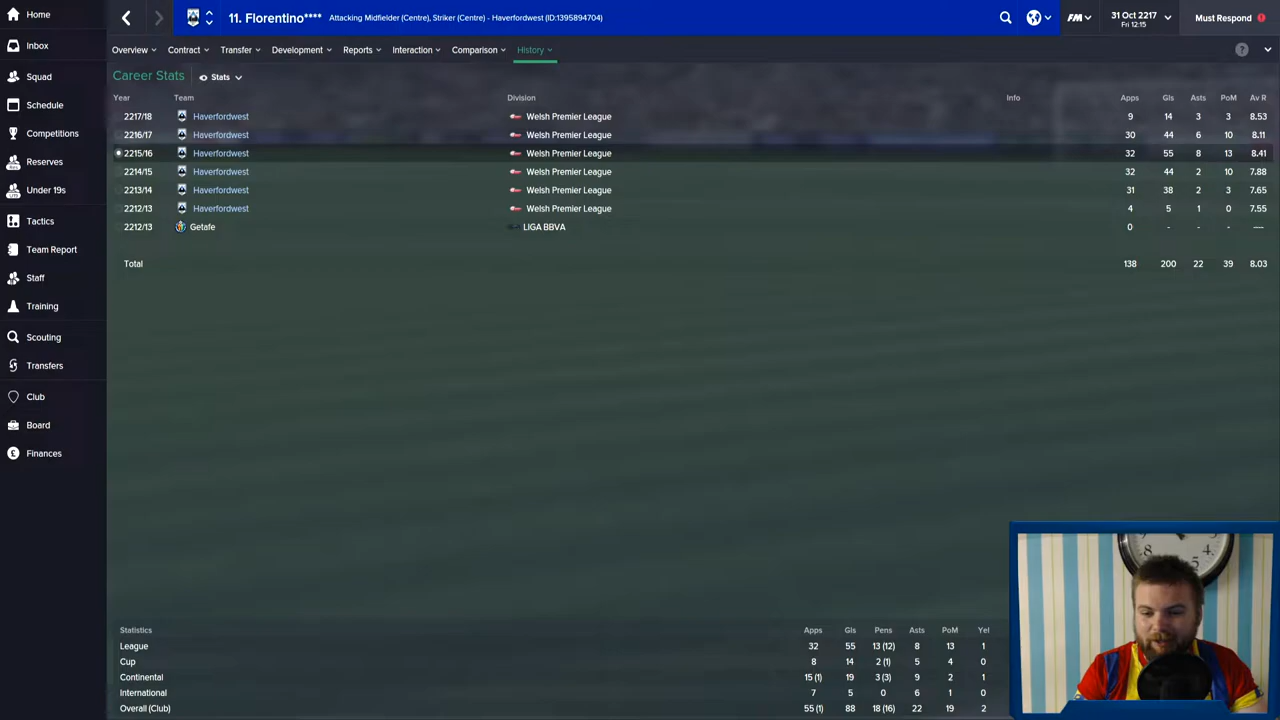 Home
11. Florentino****
Attacking Midfielder (Centre), Striker (Centre) - Haverfordwest (ID:1395894704)
FM
31 Oct 2217
Fri 12:15
Must Respond
Inbox
Squad
Schedule
Competitions
Reserves
Under 19s
Tactics
Team Report
Staff
Training
Scouting
Transfers
Club
Board
Finances
Overview Contract Transfer Development Reports Interaction Comparison History ?
Career Stats Stats
Year Team Division Info Apps Gls Asts PoM Av R
2217/18 Haverfordwest Welsh Premier League 9 14 3 3 8.53
2216/17 Haverfordwest Welsh Premier League 30 44 6 10 8.11
2215/16 Haverfordwest Welsh Premier League 32 55 8 13 8.41
2214/15 Haverfordwest Welsh Premier League 32 44 2 10 7.88
2213/14 Haverfordwest Welsh Premier League 31 38 2 3 7.65
2212/13 Haverfordwest Welsh Premier League 4 5 1 0 7.55
2212/13 Getafe LIGA BBVA 0 - - - ---
Total 138 200 22 39 8.03
Statistics Apps Gls Pens Asts PoM Yel
League 32 55 13 (12) 8 13 1
Cup 8 14 2 (1) 5 4 0
Continental 15 (1) 19 3 (3) 9 2 1
International 7 5 0 6 1 0
Overall (Club) 55 (1) 88 18 (16) 22 19 2